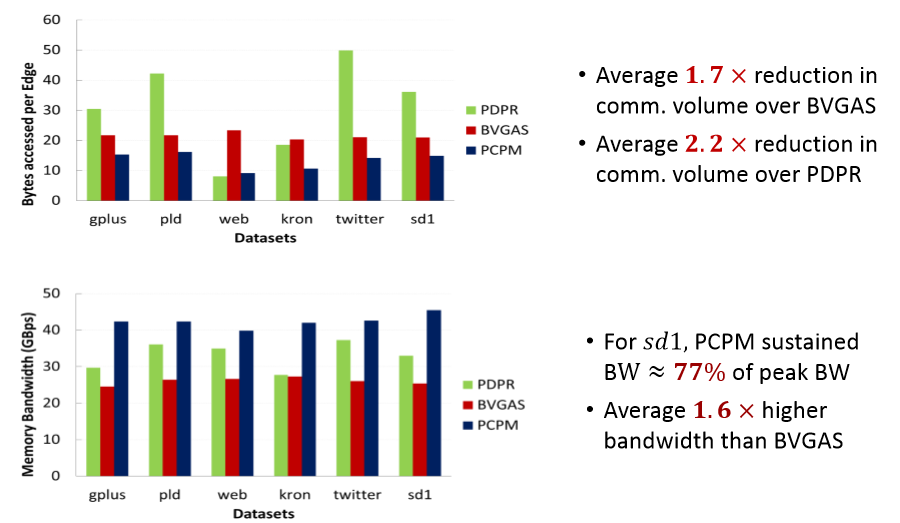 60
50
40
30
20
10
0
Bytes accessed per Edge
gplus pld web kron twitter sd1
Datasets
PDPR
BVGAS
PCPM
• Average 1.7 × reduction in
comm. volume over BVGAS
• Average 2.2 × reduction in
comm. volume over PDPR
50
40
30
20
10
0
Memory Bandwidth (GBps)
gplus pld web kron twitter sd1
Datasets
PDPR
BVGAS
PCPM
• For sd1, PCPM sustained
BW ≈ 77% of peak BW
• Average 1.6 × higher
bandwidth than BVGAS